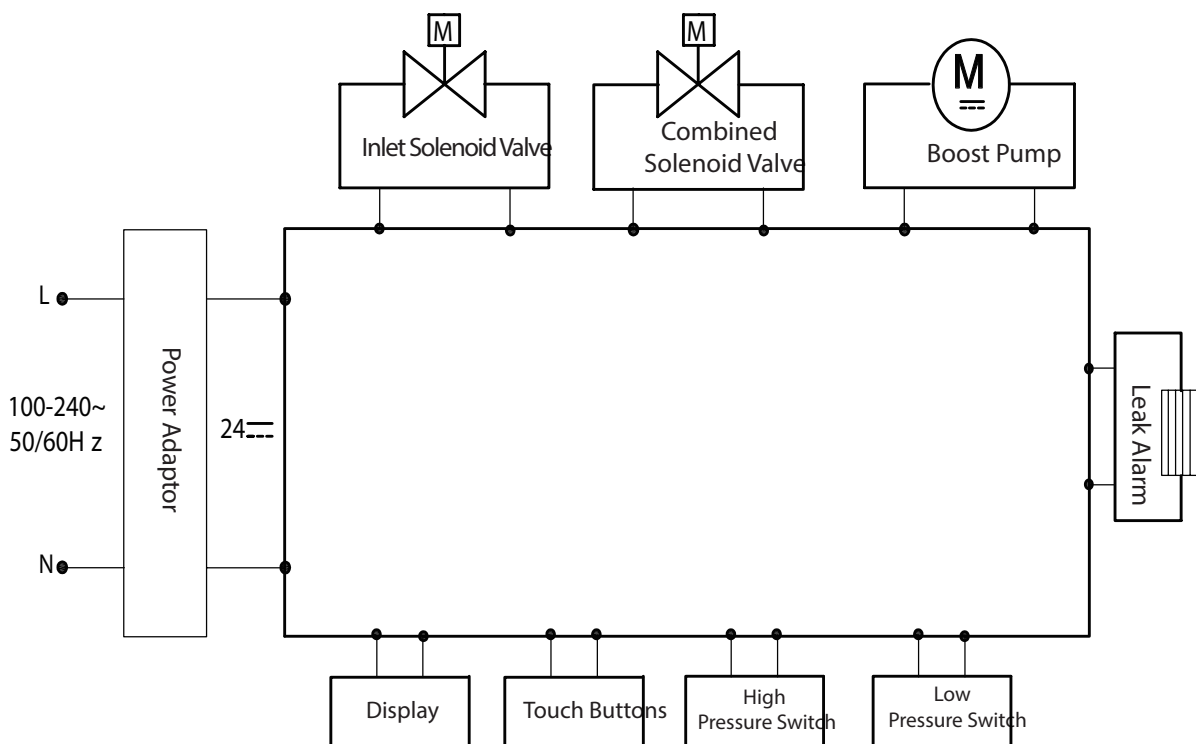 M
M
M
Inlet Solenoid Valve
Combined
Solenoid Valve
Boost Pump
L
100-240~
50/60H z
N
Power Adaptor
24
Leak Alarm
Display
Touch Buttons
High
Pressure Switch
Low
Pressure Switch